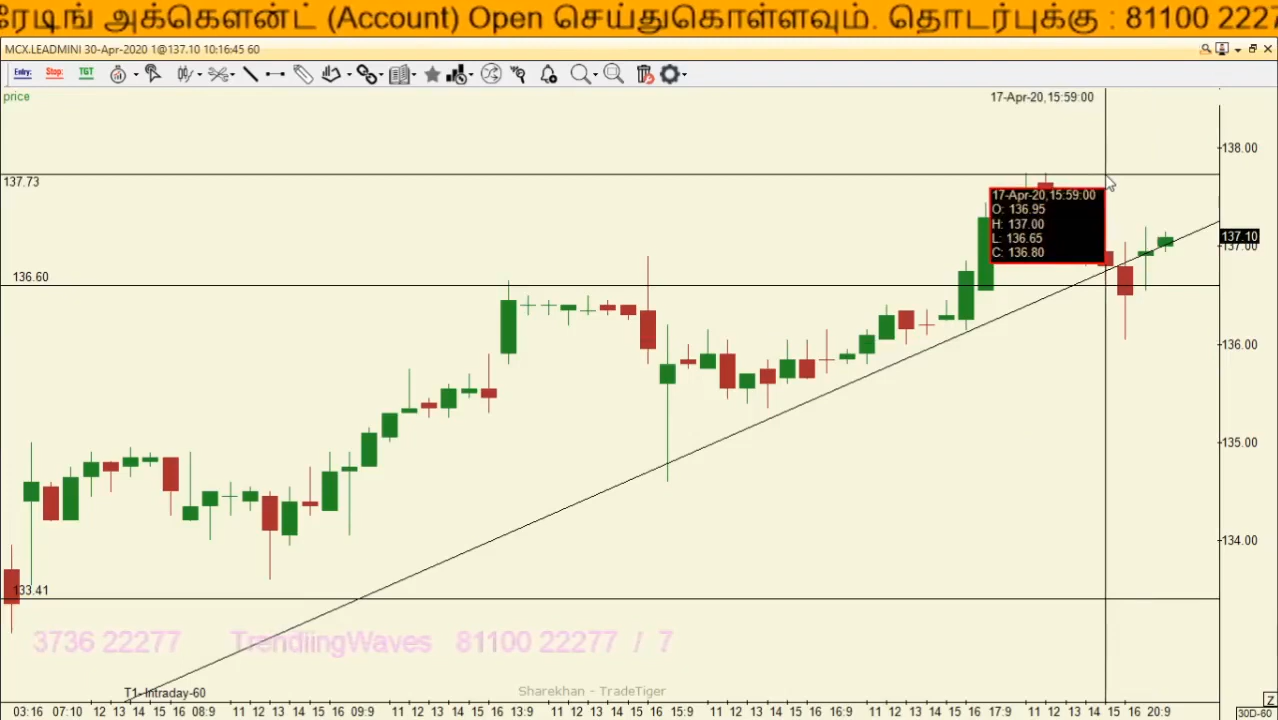 ரேடிங் அக்கௌன்ட் (Account) Open செய்துகொள்ளவும். தொடர்புக்கு : 81100 2227
MCX.LEADMINI 30-Apr-2020 1@137.10 10:16:45 60
Entry: Stop: TGT
price
17-Apr-20,15:59:00
138.00
137.73
17-Apr-20,15:59:00
O: 136.95
H: 137.00
L: 136.65
C: 136.80
137.10
137.00
136.60
136.00
135.00
134.00
133.41
3736 22277 TrendlingWaves 81100 22277 / 7
T1- Intraday-60
Sharekhan - TradeTiger
Z
03:16 07:10 12 13 14 15 16 08:9 11 12 13 14 15 16 09:9 11 12 13 14 15 16 13:9 11 12 13 14 15 16 15:9 11 12 13 14 15 16 16:9 11 12 13 14 15 16 17:9 11 12 13 14 15 16 20:9
30D-60